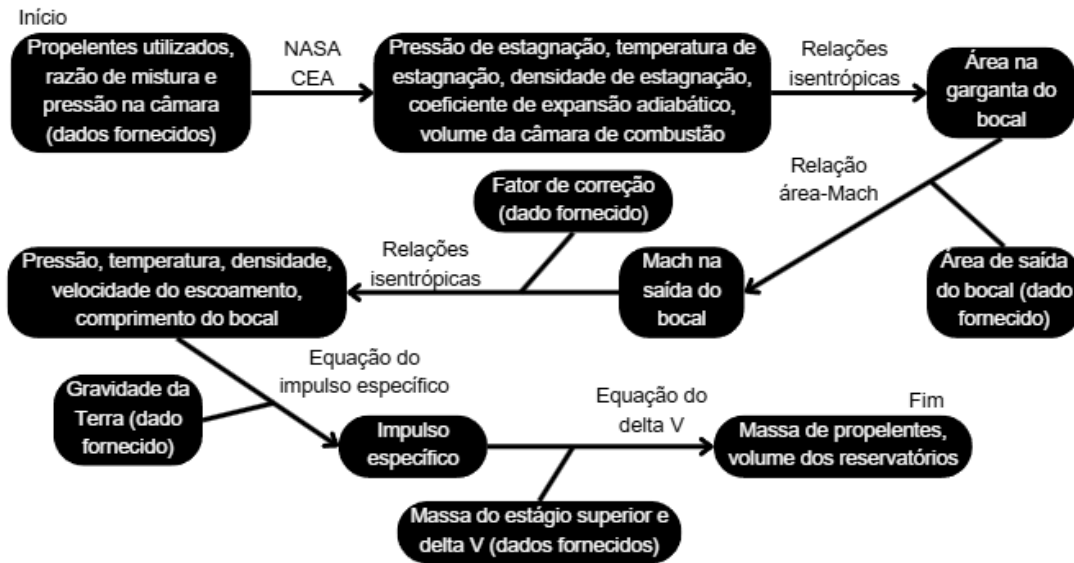 Início
Propelentes utilizados,
razão de mistura e
pressão na câmara
(dados fornecidos)
NASA
CEA
Pressão de estagnação, temperatura de
estagnação, densidade de estagnação,
coeficiente de expansão adiabático,
volume da câmara de combustão
Relações
isentrópicas
Área na
garganta do
bocal
Relação
área-Mach
Área de saída
do bocal (dado
fornecido)
Mach na
saída do
bocal
Fator de correção
(dado fornecido)
Relações
isentrópicas
Pressão, temperatura, densidade,
velocidade do escoamento,
comprimento do bocal
Equação do
impulso específico
Gravidade da
Terra (dado
fornecido)
Impulso
específico
Equação do
delta V
Massa do estágio superior e
delta V (dados fornecidos)
Fim
Massa de propelentes,
volume dos reservatórios